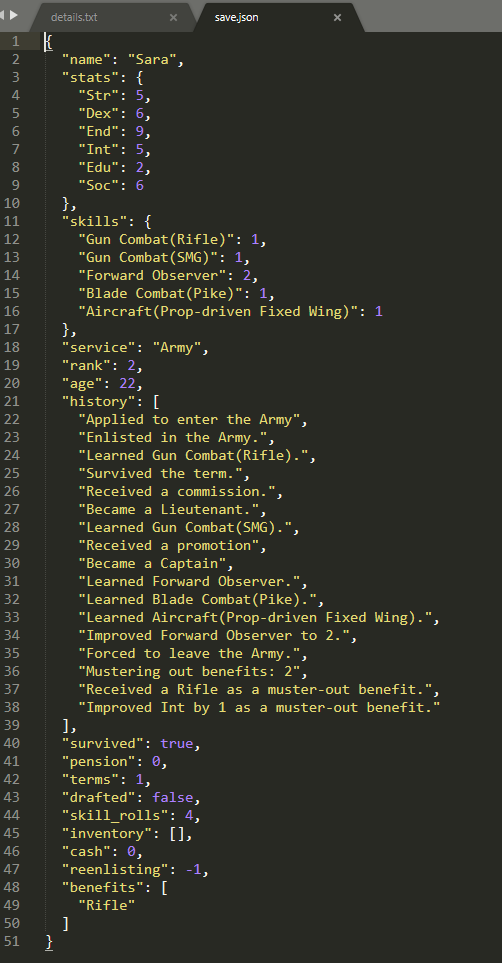 details.txt × save.json ×
1 {
2 "name": "Sara",
3 "stats": {
4 "Str": 5,
5 "Dex": 6,
6 "End": 9,
7 "Int": 5,
8 "Edu": 2,
9 "Soc": 6
10 },
11 "skills": {
12 "Gun Combat(Rifle)": 1,
13 "Gun Combat(SMG)": 1,
14 "Forward Observer": 2,
15 "Blade Combat(Pike)": 1,
16 "Aircraft(Prop-driven Fixed Wing)": 1
17 },
18 "service": "Army",
19 "rank": 2,
20 "age": 22,
21 "history": [
22 "Applied to enter the Army",
23 "Enlisted in the Army.",
24 "Learned Gun Combat(Rifle).",
25 "Survived the term.",
26 "Received a commission.",
27 "Became a Lieutenant.",
28 "Learned Gun Combat(SMG).",
29 "Received a promotion",
30 "Became a Captain",
31 "Learned Forward Observer.",
32 "Learned Blade Combat(Pike).",
33 "Learned Aircraft(Prop-driven Fixed Wing).",
34 "Improved Forward Observer to 2.",
35 "Forced to leave the Army.",
36 "Mustering out benefits: 2",
37 "Received a Rifle as a muster-out benefit.",
38 "Improved Int by 1 as a muster-out benefit."
39 ],
40 "survived": true,
41 "pension": 0,
42 "terms": 1,
43 "drafted": false,
44 "skill_rolls": 4,
45 "inventory": [],
46 "cash": 0,
47 "reenlisting": -1,
48 "benefits": [
49 "Rifle"
50 ]
51 }